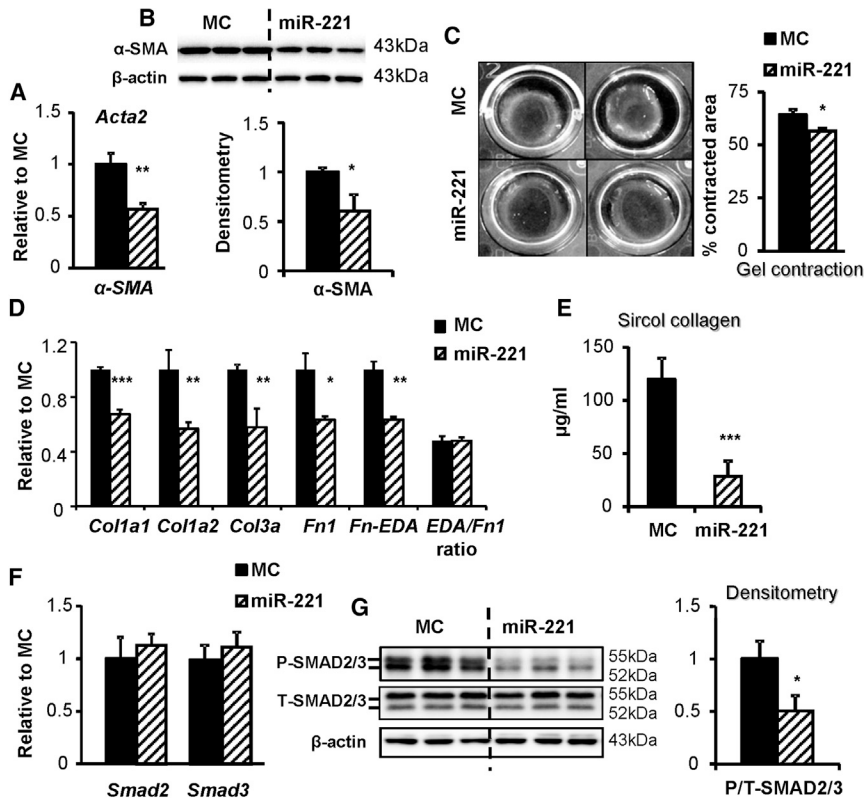 A
Acta2
Relative to MC
1.5
1
0.5
0
**
α-SMA
B
MC miR-221
α-SMA 43kDa
β-actin 43kDa
Densitometry
1.5
1
0.5
0
*
α-SMA
C
MC
miR-221
MC
miR-221
% contracted area
75
50
25
0
*
Gel contraction
D
MC
miR-221
Relative to MC
1.2
0.8
0.4
0
*** ** ** * **
Col1a1 Col1a2 Col3a Fn1 Fn-EDA EDA/Fn1
ratio
E
Sircol collagen
µg/ml
150
100
50
0
***
MC miR-221
F
MC
miR-221
Relative to MC
1.5
1
0.5
0
Smad2 Smad3
G
MC miR-221
P-SMAD2/3 55kDa
52kDa
T-SMAD2/3 55kDa
52kDa
β-actin 43kDa
Densitometry
1.5
1
0.5
0
*
P/T-SMAD2/3